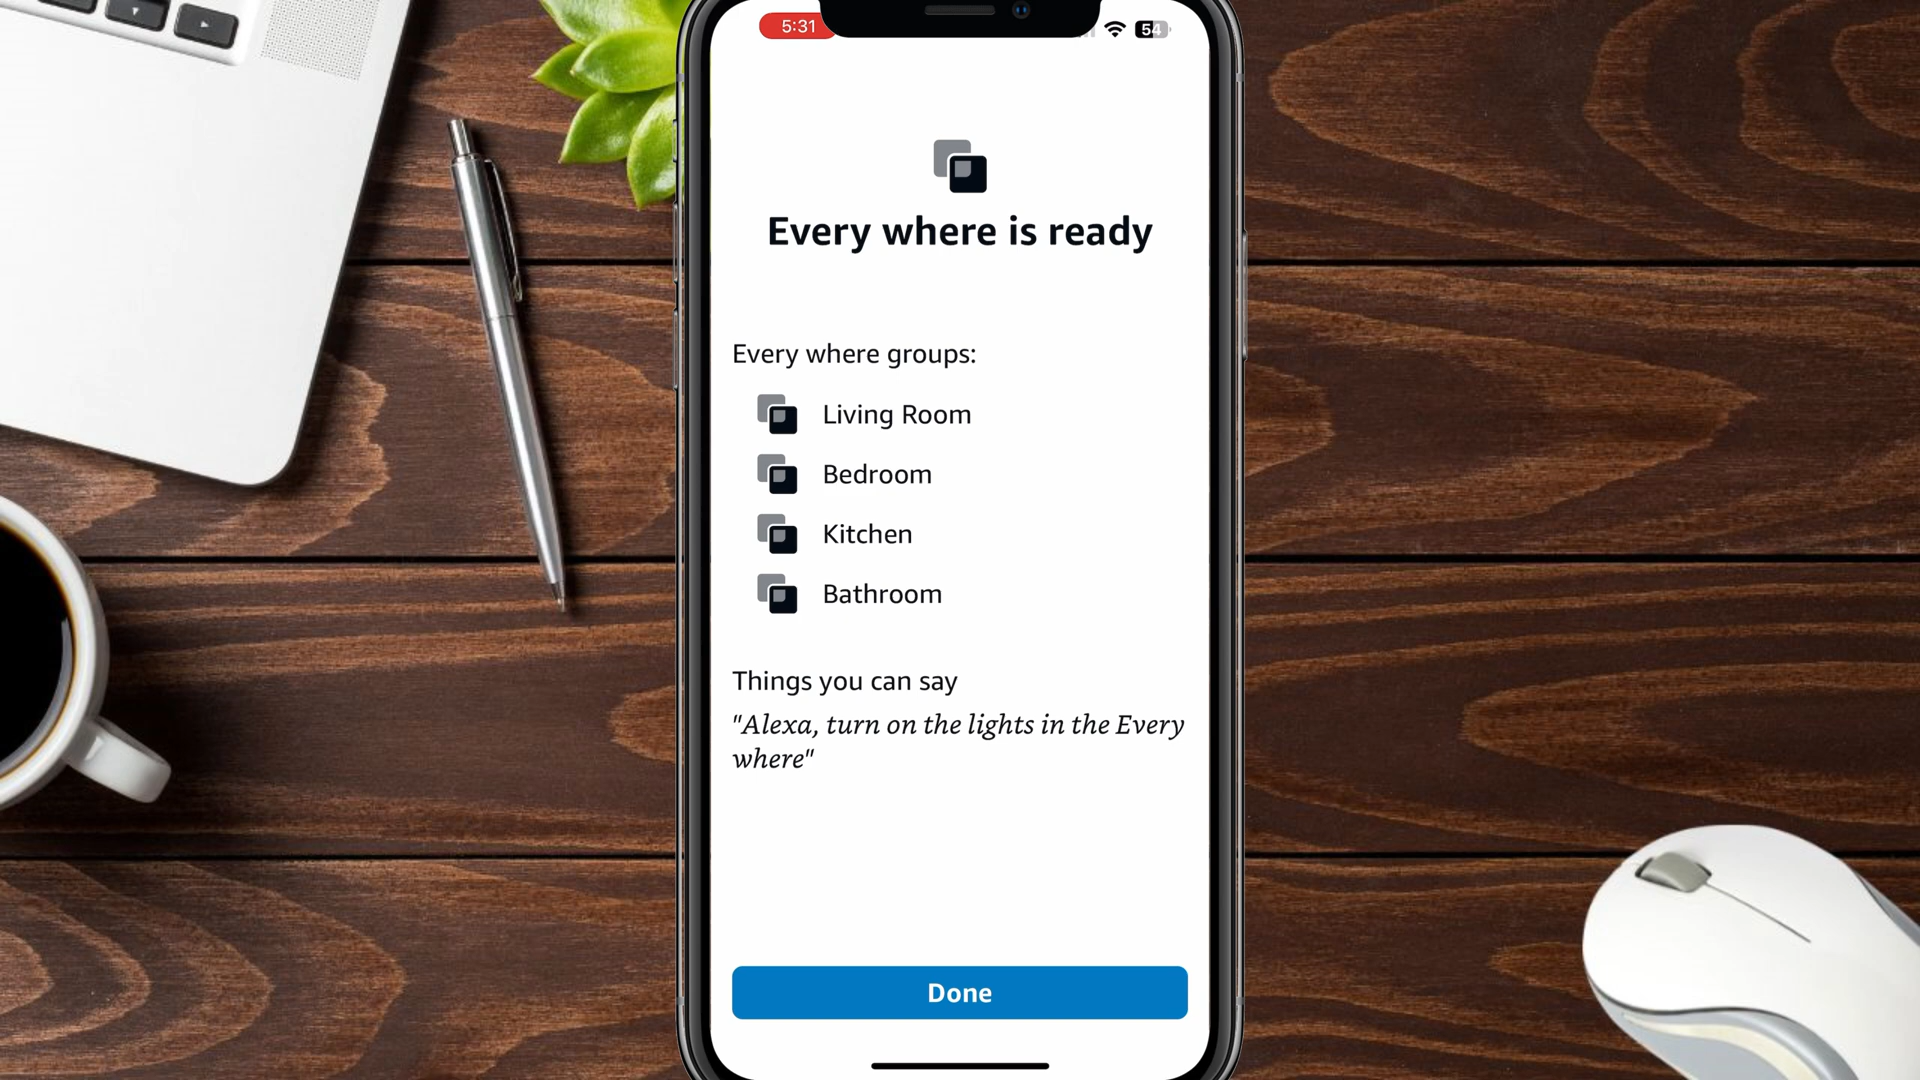 5:31
54
Every where is ready
Every where groups:
Living Room
Bedroom
Kitchen
Bathroom
Things you can say
"Alexa, turn on the lights in the Every
where"
Done